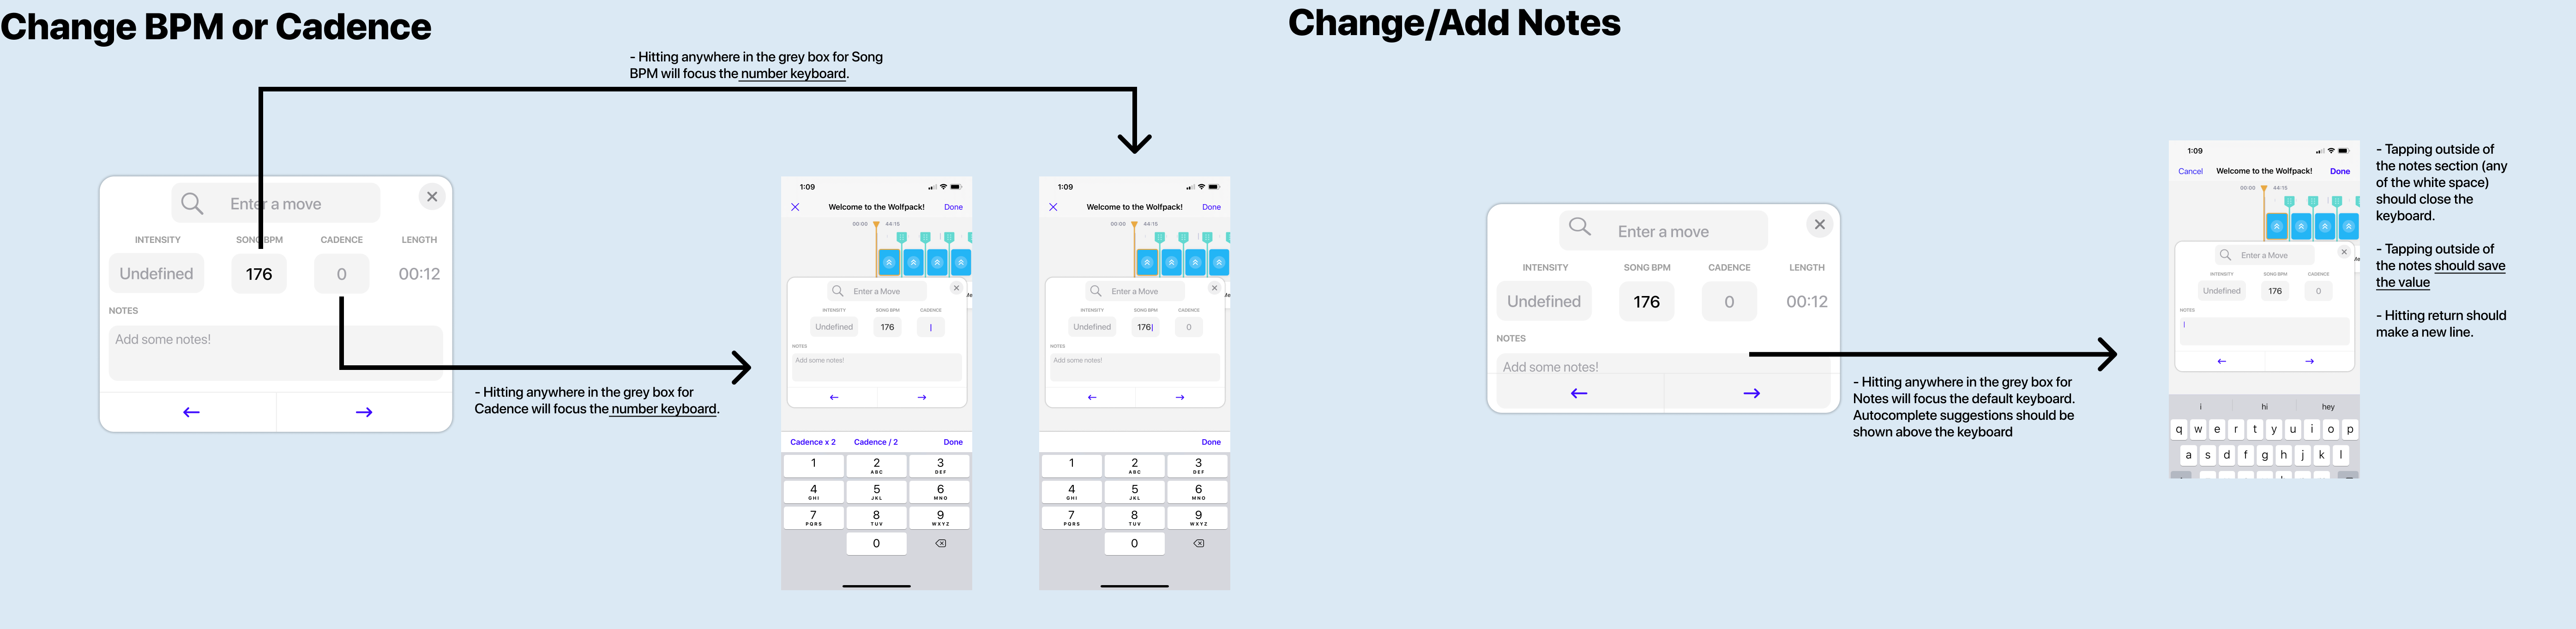 Change BPM or Cadence
- Hitting anywhere in the grey box for Song
BPM will focus the number keyboard.
Enter a move
INTENSITY
SONG BPM
CADENCE
LENGTH
Undefined
176
0
00:12
NOTES
Add some notes!
- Hitting anywhere in the grey box for
Cadence will focus the number keyboard.
1:09
Welcome to the Wolfpack!
Done
00:00
44:15
Enter a Move
INTENSITY
SONG BPM
CADENCE
Undefined
176
NOTES
Add some notes!
Cadence x 2
Cadence / 2
Done
1
2
ABC
3
DEF
4
GHI
5
JKL
6
MNO
7
PQRS
8
TUV
9
WXYZ
0
1:09
Welcome to the Wolfpack!
Done
00:00
44:15
Enter a Move
INTENSITY
SONG BPM
CADENCE
Undefined
176
0
NOTES
Add some notes!
Done
1
2
ABC
3
DEF
4
GHI
5
JKL
6
MNO
7
PQRS
8
TUV
9
WXYZ
0
Change/Add Notes
Enter a move
INTENSITY
SONG BPM
CADENCE
LENGTH
Undefined
176
0
00:12
NOTES
Add some notes!
- Hitting anywhere in the grey box for
Notes will focus the default keyboard.
Autocomplete suggestions should be
shown above the keyboard
1:09
Cancel
Welcome to the Wolfpack!
Done
00:00
44:15
Enter a Move
INTENSITY
SONG BPM
CADENCE
Undefined
176
0
NOTES
i
hi
hey
q w e r t y u i o p
a s d f g h j k l
- Tapping outside of
the notes section (any
of the white space)
should close the
keyboard.
- Tapping outside of
the notes should save
the value
- Hitting return should
make a new line.